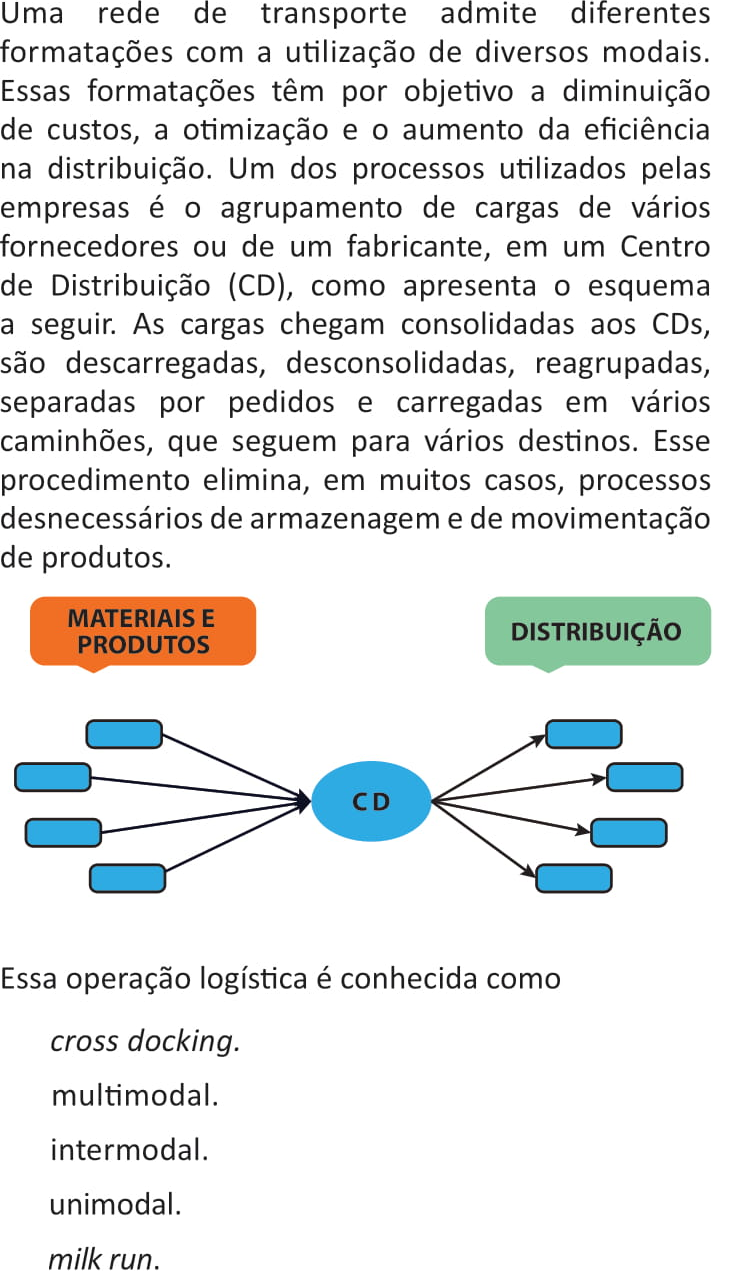 Uma rede de transporte admite diferentes
formatações com a utilização de diversos modais.
Essas formatações têm por objetivo a diminuição
de custos, a otimização e o aumento da eficiência
na distribuição. Um dos processos utilizados pelas
empresas é o agrupamento de cargas de vários
fornecedores ou de um fabricante, em um Centro
de Distribuição (CD), como apresenta o esquema
a seguir. As cargas chegam consolidadas aos CDs,
são descarregadas, desconsolidadas, reagrupadas,
separadas por pedidos e carregadas em vários
caminhões, que seguem para vários destinos. Esse
procedimento elimina, em muitos casos, processos
desnecessários de armazenagem e de movimentação
de produtos.
MATERIAIS E
PRODUTOS
DISTRIBUIÇÃO
CD
Essa operação logística é conhecida como
cross docking.
multimodal.
intermodal.
unimodal.
milk run.